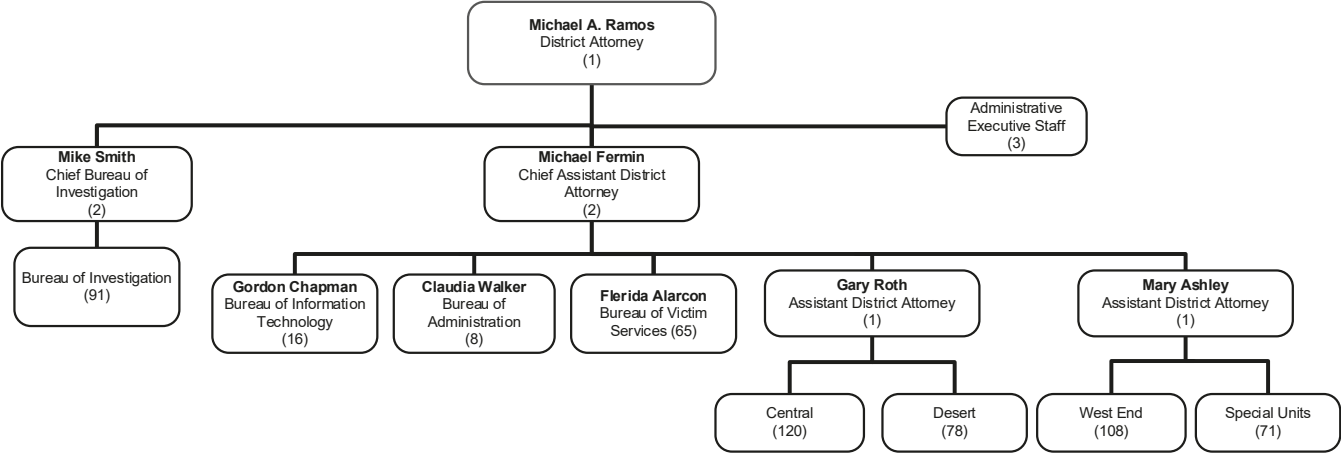 Michael A. Ramos
District Attorney
(1)
Administrative
Executive Staff
(3)
Mike Smith
Chief Bureau of
Investigation
(2)
Michael Fermin
Chief Assistant District
Attorney
(2)
Bureau of Investigation
(91)
Gordon Chapman
Bureau of Information
Technology
(16)
Claudia Walker
Bureau of
Administration
(8)
Flerida Alarcon
Bureau of Victim
Services (65)
Gary Roth
Assistant District Attorney
(1)
Mary Ashley
Assistant District Attorney
(1)
Central
(120)
Desert
(78)
West End
(108)
Special Units
(71)